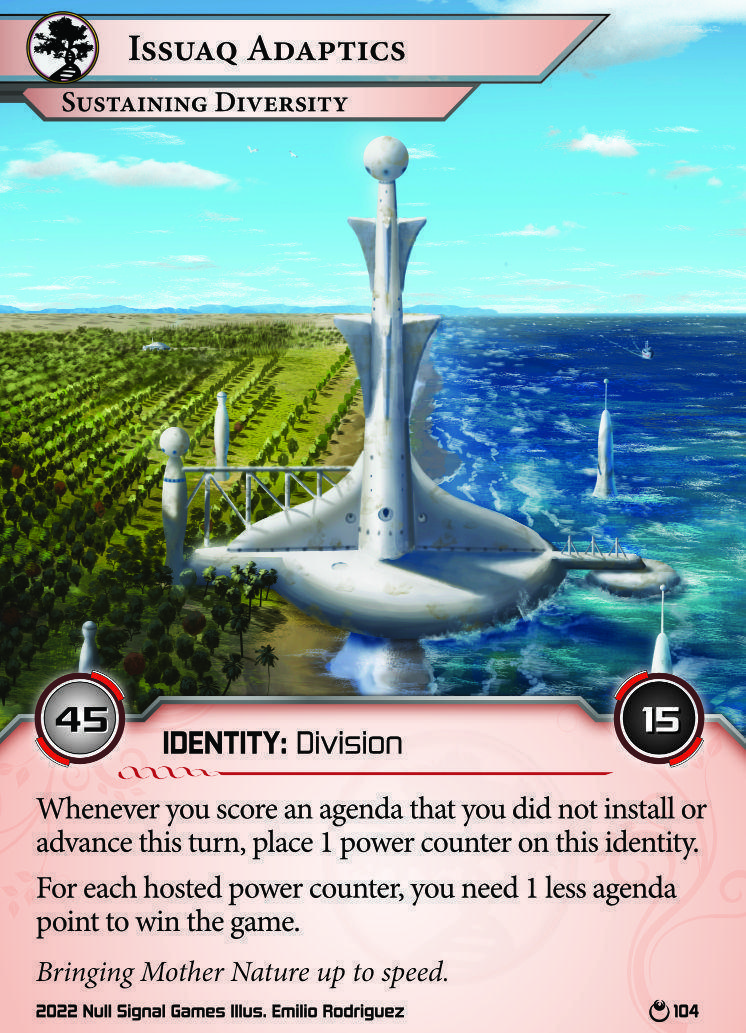 Issuaq Adaptics
Sustaining Diversity
45
15
IDENTITY: Division
Whenever you score an agenda that you did not install or
advance this turn, place 1 power counter on this identity.
For each hosted power counter, you need 1 less agenda
point to win the game.
Bringing Mother Nature up to speed.
2022 Null Signal Games Illus. Emilio Rodriguez
104